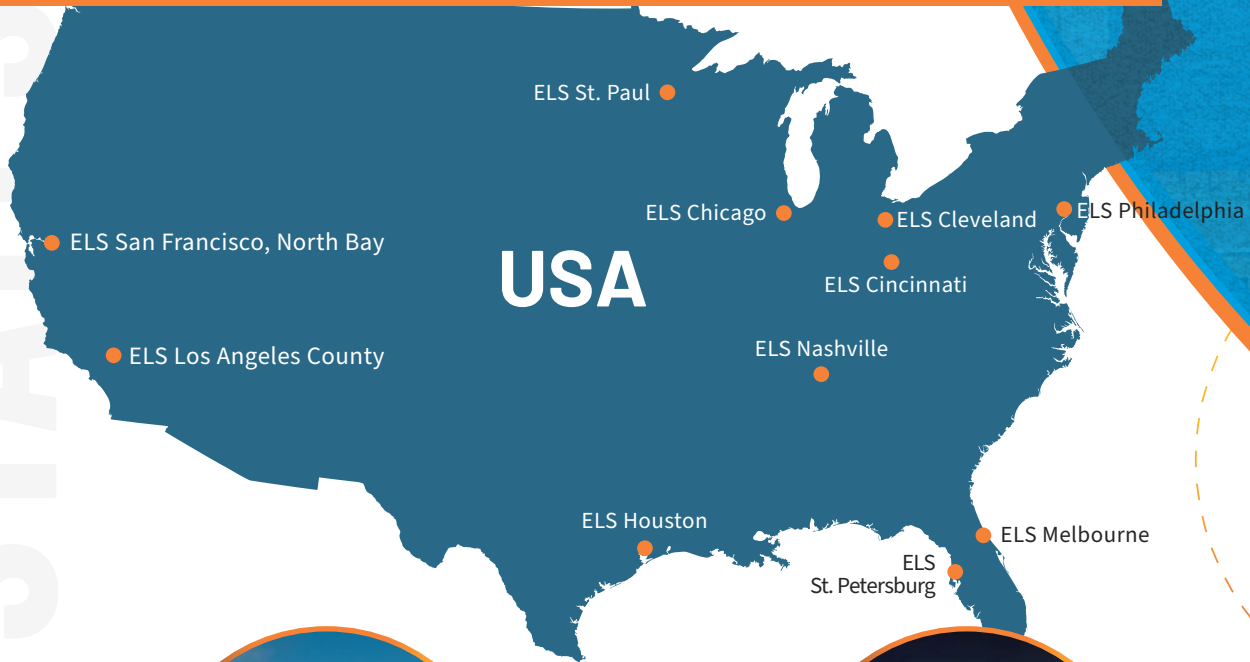 ELS St. Paul
ELS Chicago
ELS Cleveland
ELS Philadelphia
ELS San Francisco, North Bay
USA
ELS Cincinnati
ELS Nashville
ELS Los Angeles County
ELS Houston
ELS Melbourne
ELS
St. Petersburg